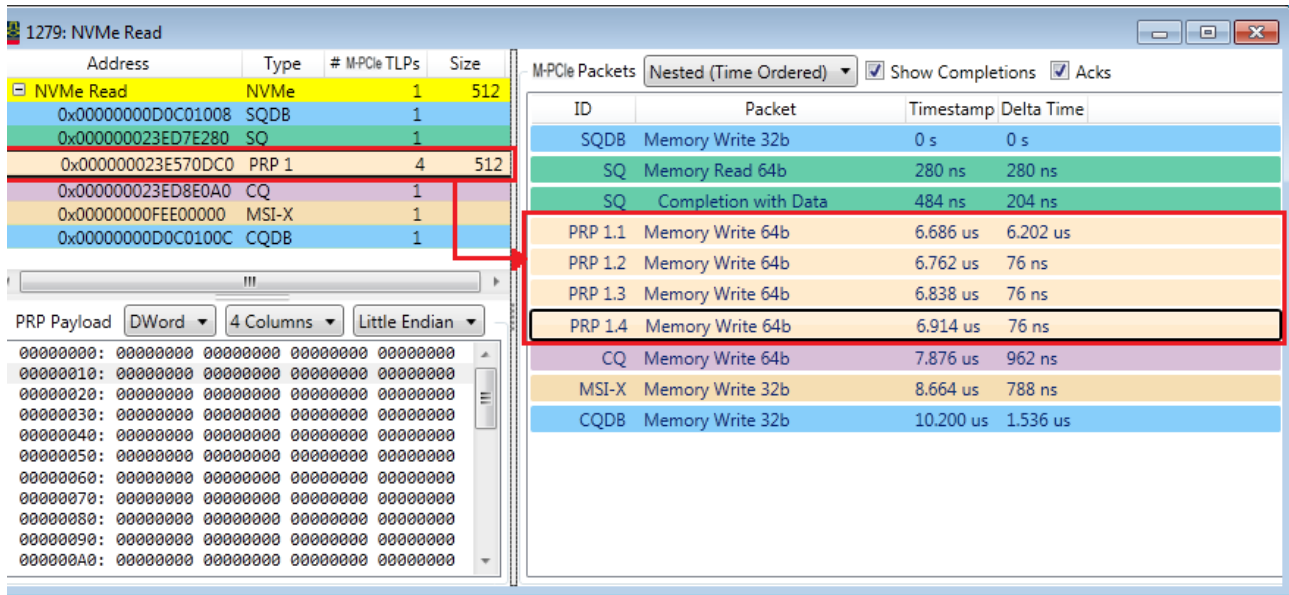 1279: NVMe Read
Address Type # M-PCIe TLPs Size
NVMe Read NVMe 1 512
0x00000000D0C01008 SQDB 1
0x000000023ED7E280 SQ 1
0x000000023E570DC0 PRP 1 4 512
0x000000023ED8E0A0 CQ 1
0x00000000FEE00000 MSI-X 1
0x00000000D0C0100C CQDB 1
PRP Payload DWord 4 Columns Little Endian
00000000: 00000000 00000000 00000000 00000000
00000010: 00000000 00000000 00000000 00000000
00000020: 00000000 00000000 00000000 00000000
00000030: 00000000 00000000 00000000 00000000
00000040: 00000000 00000000 00000000 00000000
00000050: 00000000 00000000 00000000 00000000
00000060: 00000000 00000000 00000000 00000000
00000070: 00000000 00000000 00000000 00000000
00000080: 00000000 00000000 00000000 00000000
00000090: 00000000 00000000 00000000 00000000
000000A0: 00000000 00000000 00000000 00000000
M-PCIe Packets Nested (Time Ordered) Show Completions Acks
ID Packet Timestamp Delta Time
SQDB Memory Write 32b 0 s 0 s
SQ Memory Read 64b 280 ns 280 ns
SQ Completion with Data 484 ns 204 ns
PRP 1.1 Memory Write 64b 6.686 us 6.202 us
PRP 1.2 Memory Write 64b 6.762 us 76 ns
PRP 1.3 Memory Write 64b 6.838 us 76 ns
PRP 1.4 Memory Write 64b 6.914 us 76 ns
CQ Memory Write 64b 7.876 us 962 ns
MSI-X Memory Write 32b 8.664 us 788 ns
CQDB Memory Write 32b 10.200 us 1.536 us